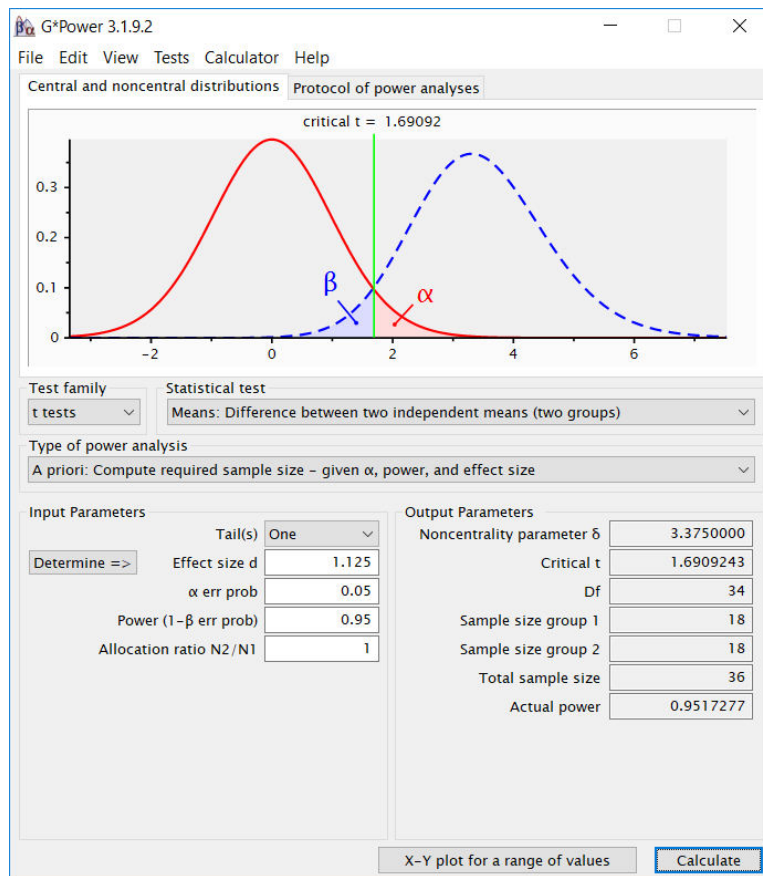 G*Power 3.1.9.2
File Edit View Tests Calculator Help
Central and noncentral distributions Protocol of power analyses
critical t = 1.69092
0.3
0.2
0.1
0
β
α
-2 0 2 4 6
Test family Statistical test
t tests Means: Difference between two independent means (two groups)
Type of power analysis
A priori: Compute required sample size - given α, power, and effect size
Input Parameters Output Parameters
Tail(s) One Noncentrality parameter δ 3.3750000
Determine => Effect size d 1.125 Critical t 1.6909243
α err prob 0.05 Df 34
Power (1-β err prob) 0.95 Sample size group 1 18
Allocation ratio N2/N1 1 Sample size group 2 18
Total sample size 36
Actual power 0.9517277
X-Y plot for a range of values Calculate